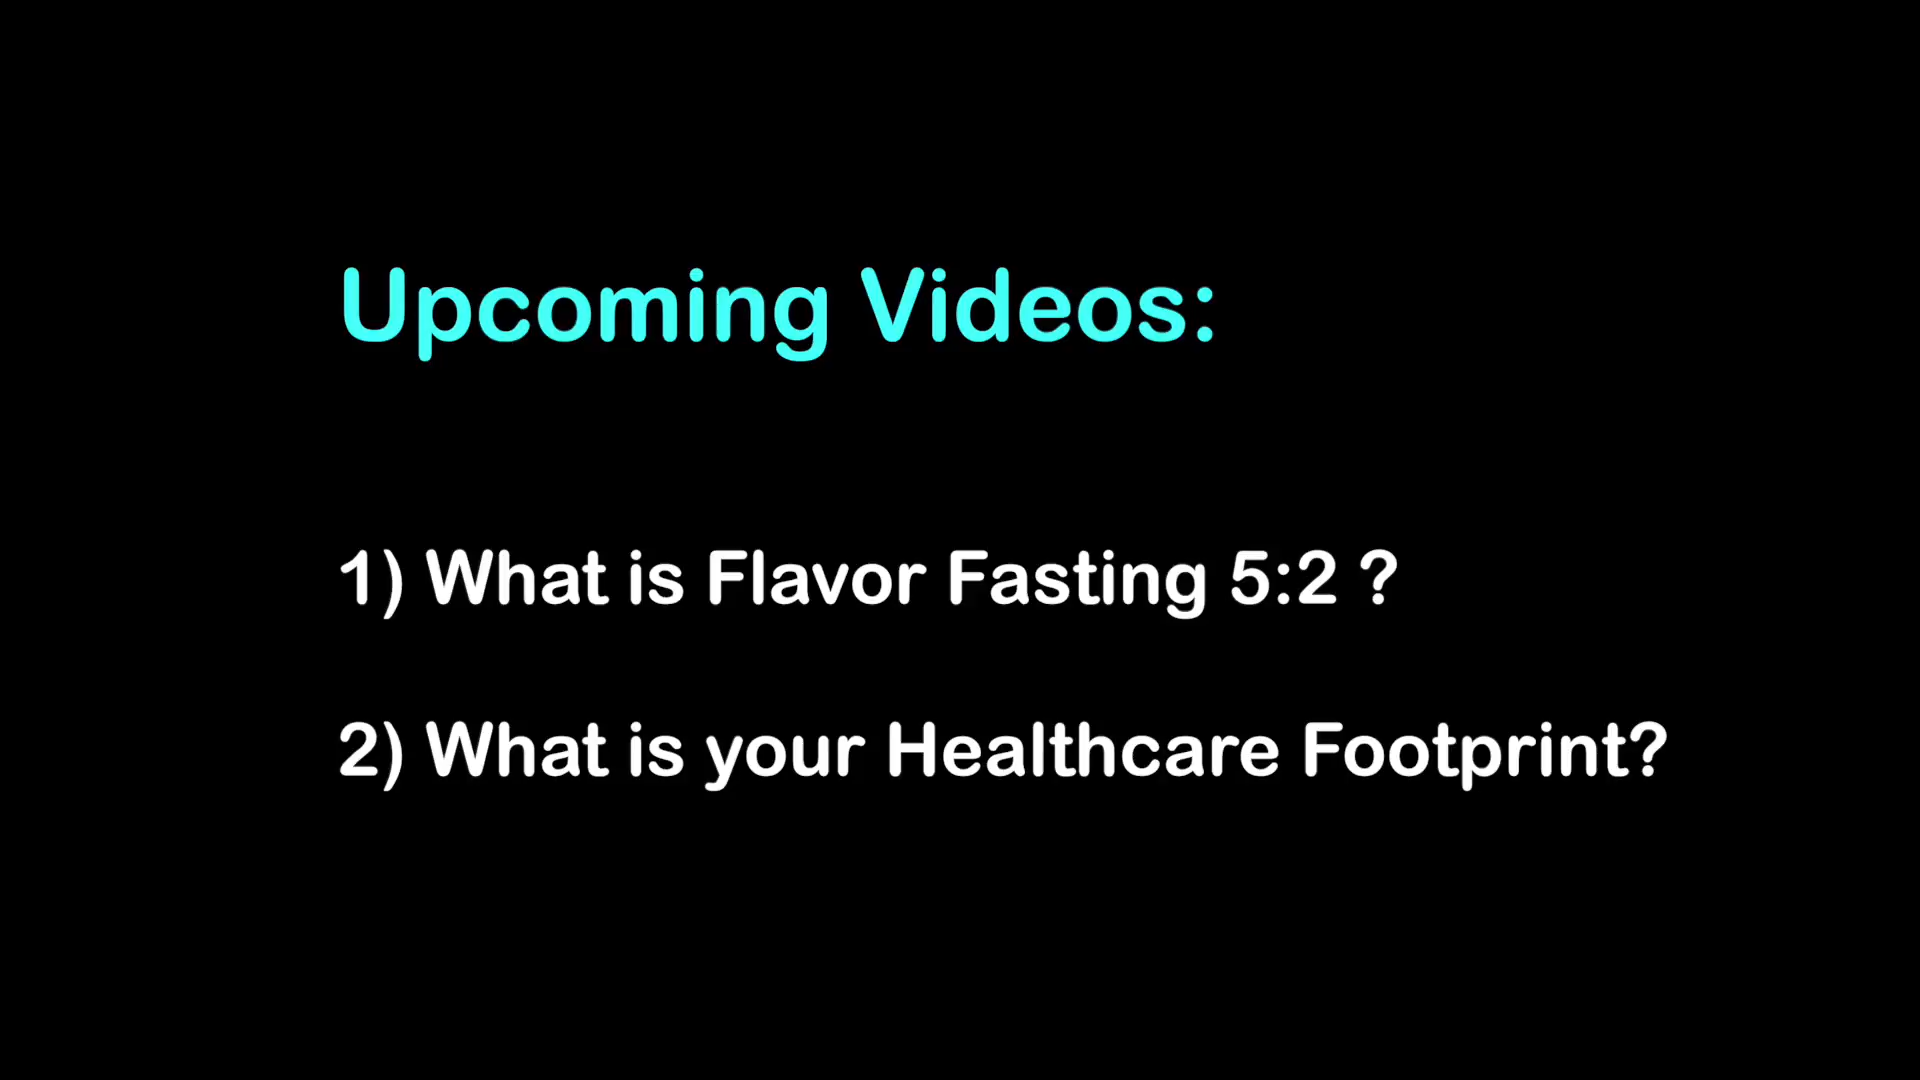 Upcoming Videos:
1) What is Flavor Fasting 5:2 ?
2) What is your Healthcare Footprint?